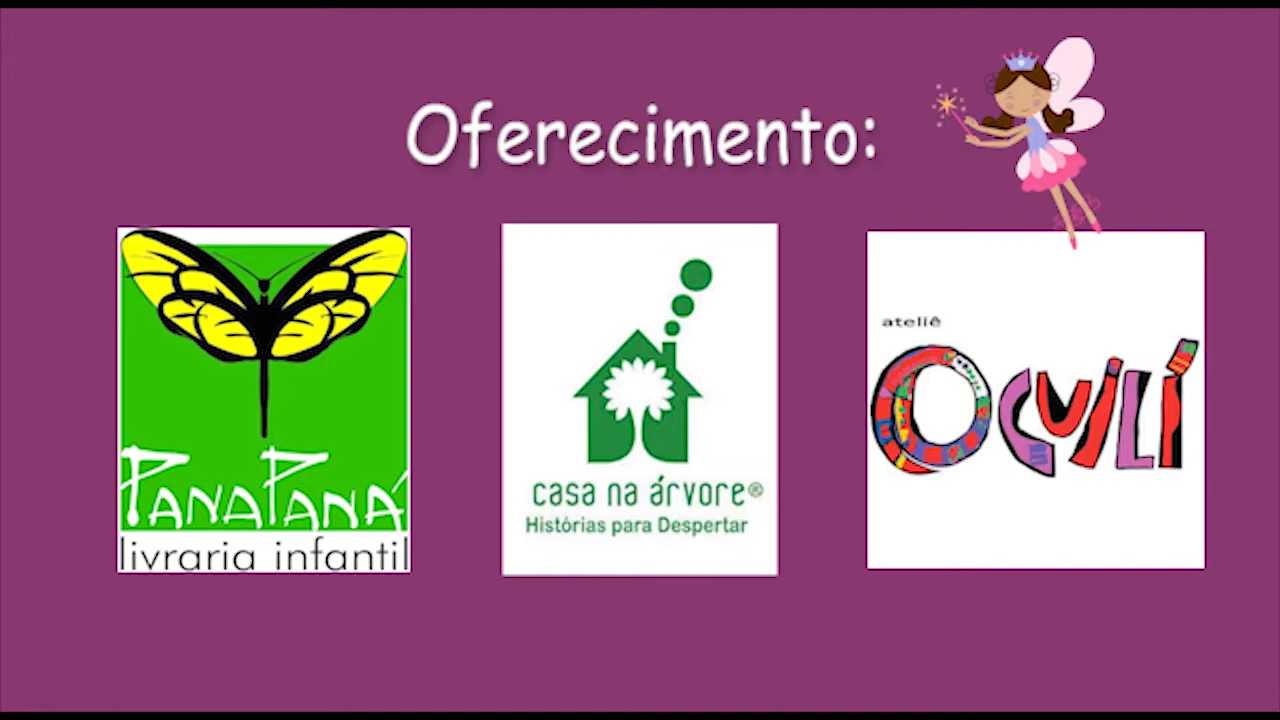 Oferecimento:
PanaPaná
livraria infantil
casa na árvore®
Histórias para Despertar
ateliê
OCUILÍ